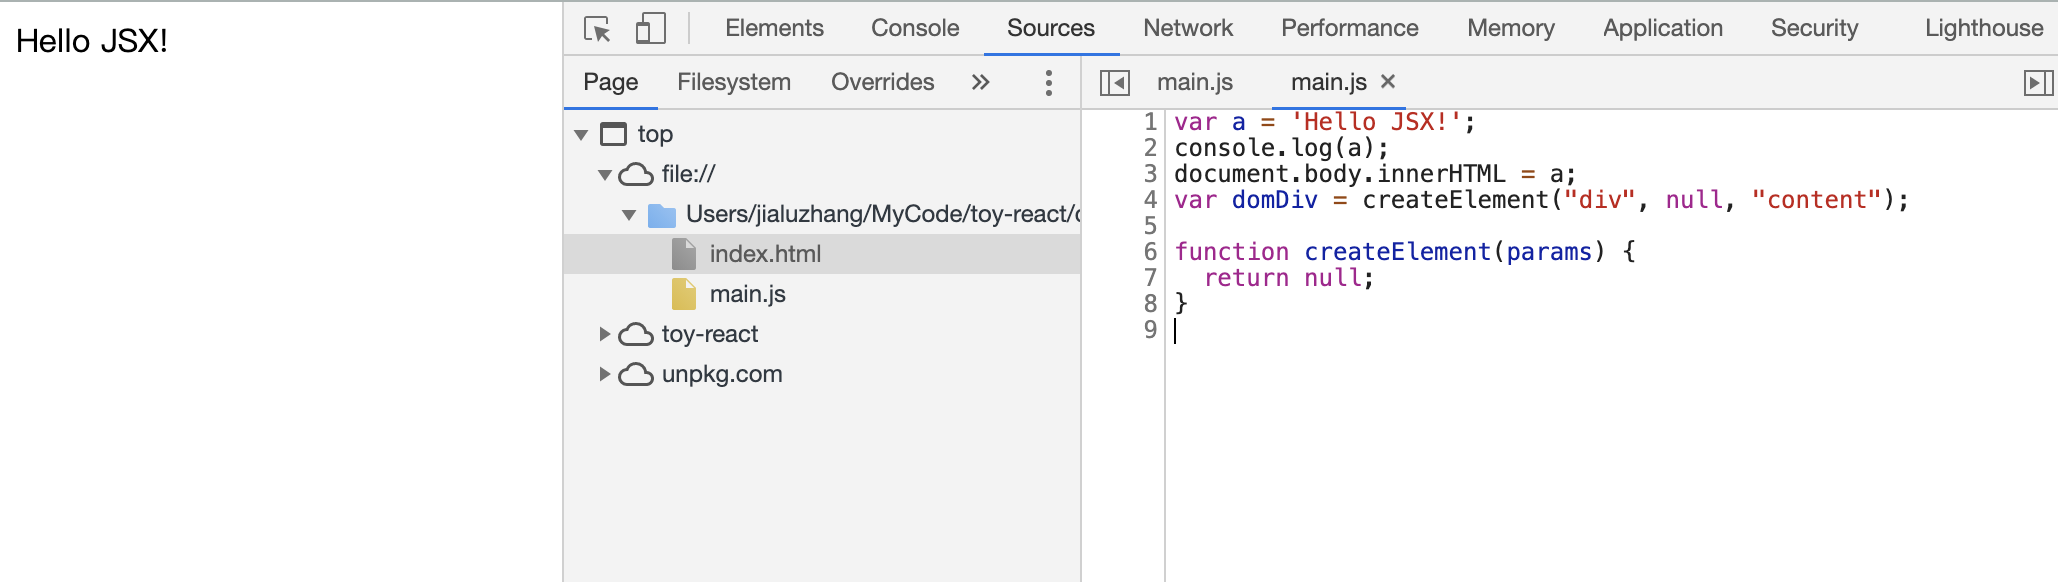 Hello JSX!
Elements Console Sources Network Performance Memory Application Security Lighthouse
Page Filesystem Overrides »
main.js main.js ×
top
file://
Users/jialuzhang/MyCode/toy-react/
index.html
main.js
toy-react
unpkg.com
1 var a = 'Hello JSX!';
2 console.log(a);
3 document.body.innerHTML = a;
4 var domDiv = createElement("div", null, "content");
5
6 function createElement(params) {
7   return null;
8 }
9